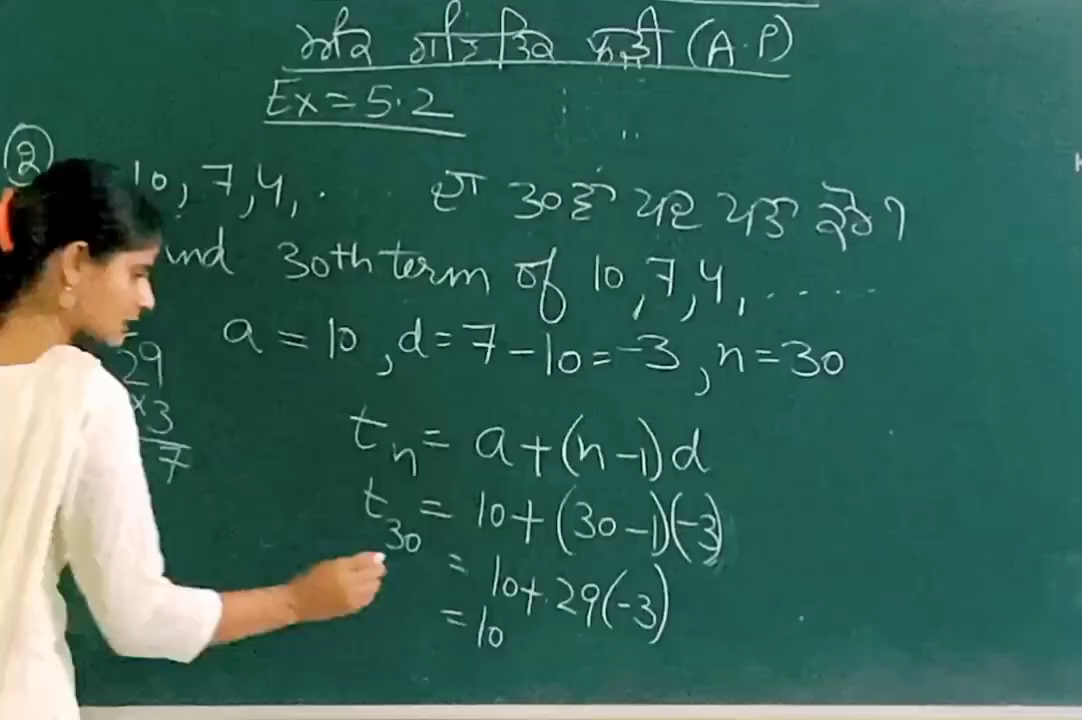 ਅੰਕ ਗਣਿਤਿਕ ਲੜੀ (A.P)
Ex = 5.2
② 10, 7, 4, . ਦਾ 30ਵਾਂ ਪਦ ਪਤਾ ਕਰੋ?
ind 30th term of 10, 7, 4, ......
a = 10, d = 7 - 10 = -3, n = 30
29
× 3
7
tₙ = a + (n - 1) d
t₃₀ = 10 + (30 - 1)(-3)
= 10 + 29(-3)
= 10